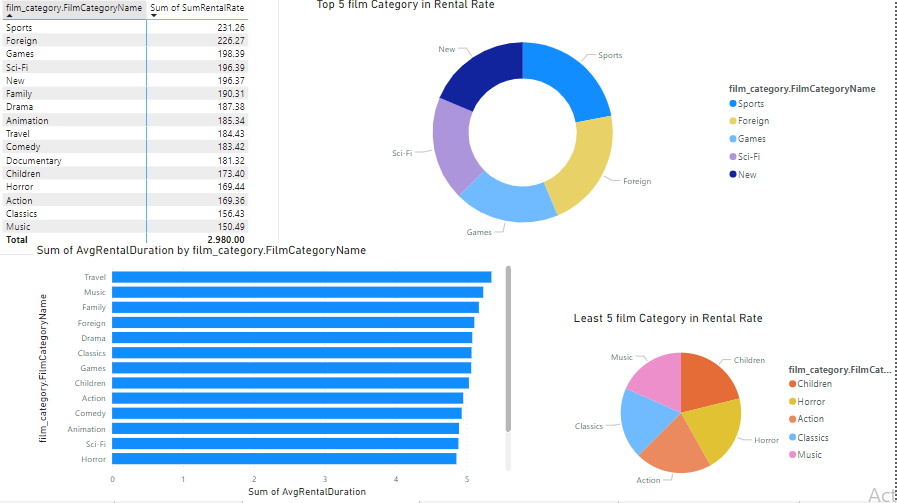 film_category.FilmCategoryName Sum of SumRentalRate
Sports 231.26
Foreign 226.27
Games 198.39
Sci-Fi 196.39
New 196.37
Family 190.31
Drama 187.38
Animation 185.34
Travel 184.43
Comedy 183.42
Documentary 181.32
Children 173.40
Horror 169.44
Action 169.36
Classics 156.43
Music 150.49
Total 2,980.00
Top 5 film Category in Rental Rate
New
Sports
Sci-Fi
Foreign
Games
film_category.FilmCategoryName
Sports
Foreign
Games
Sci-Fi
New
Sum of AvgRentalDuration by film_category.FilmCategoryName
film_category.FilmCategoryName
Travel
Music
Family
Foreign
Drama
Classics
Games
Children
Action
Comedy
Animation
Sci-Fi
Horror
0 1 2 3 4 5
Sum of AvgRentalDuration
Least 5 film Category in Rental Rate
Music
Children
Classics
Horror
Action
film_category.FilmCat...
Children
Horror
Action
Classics
Music
Act